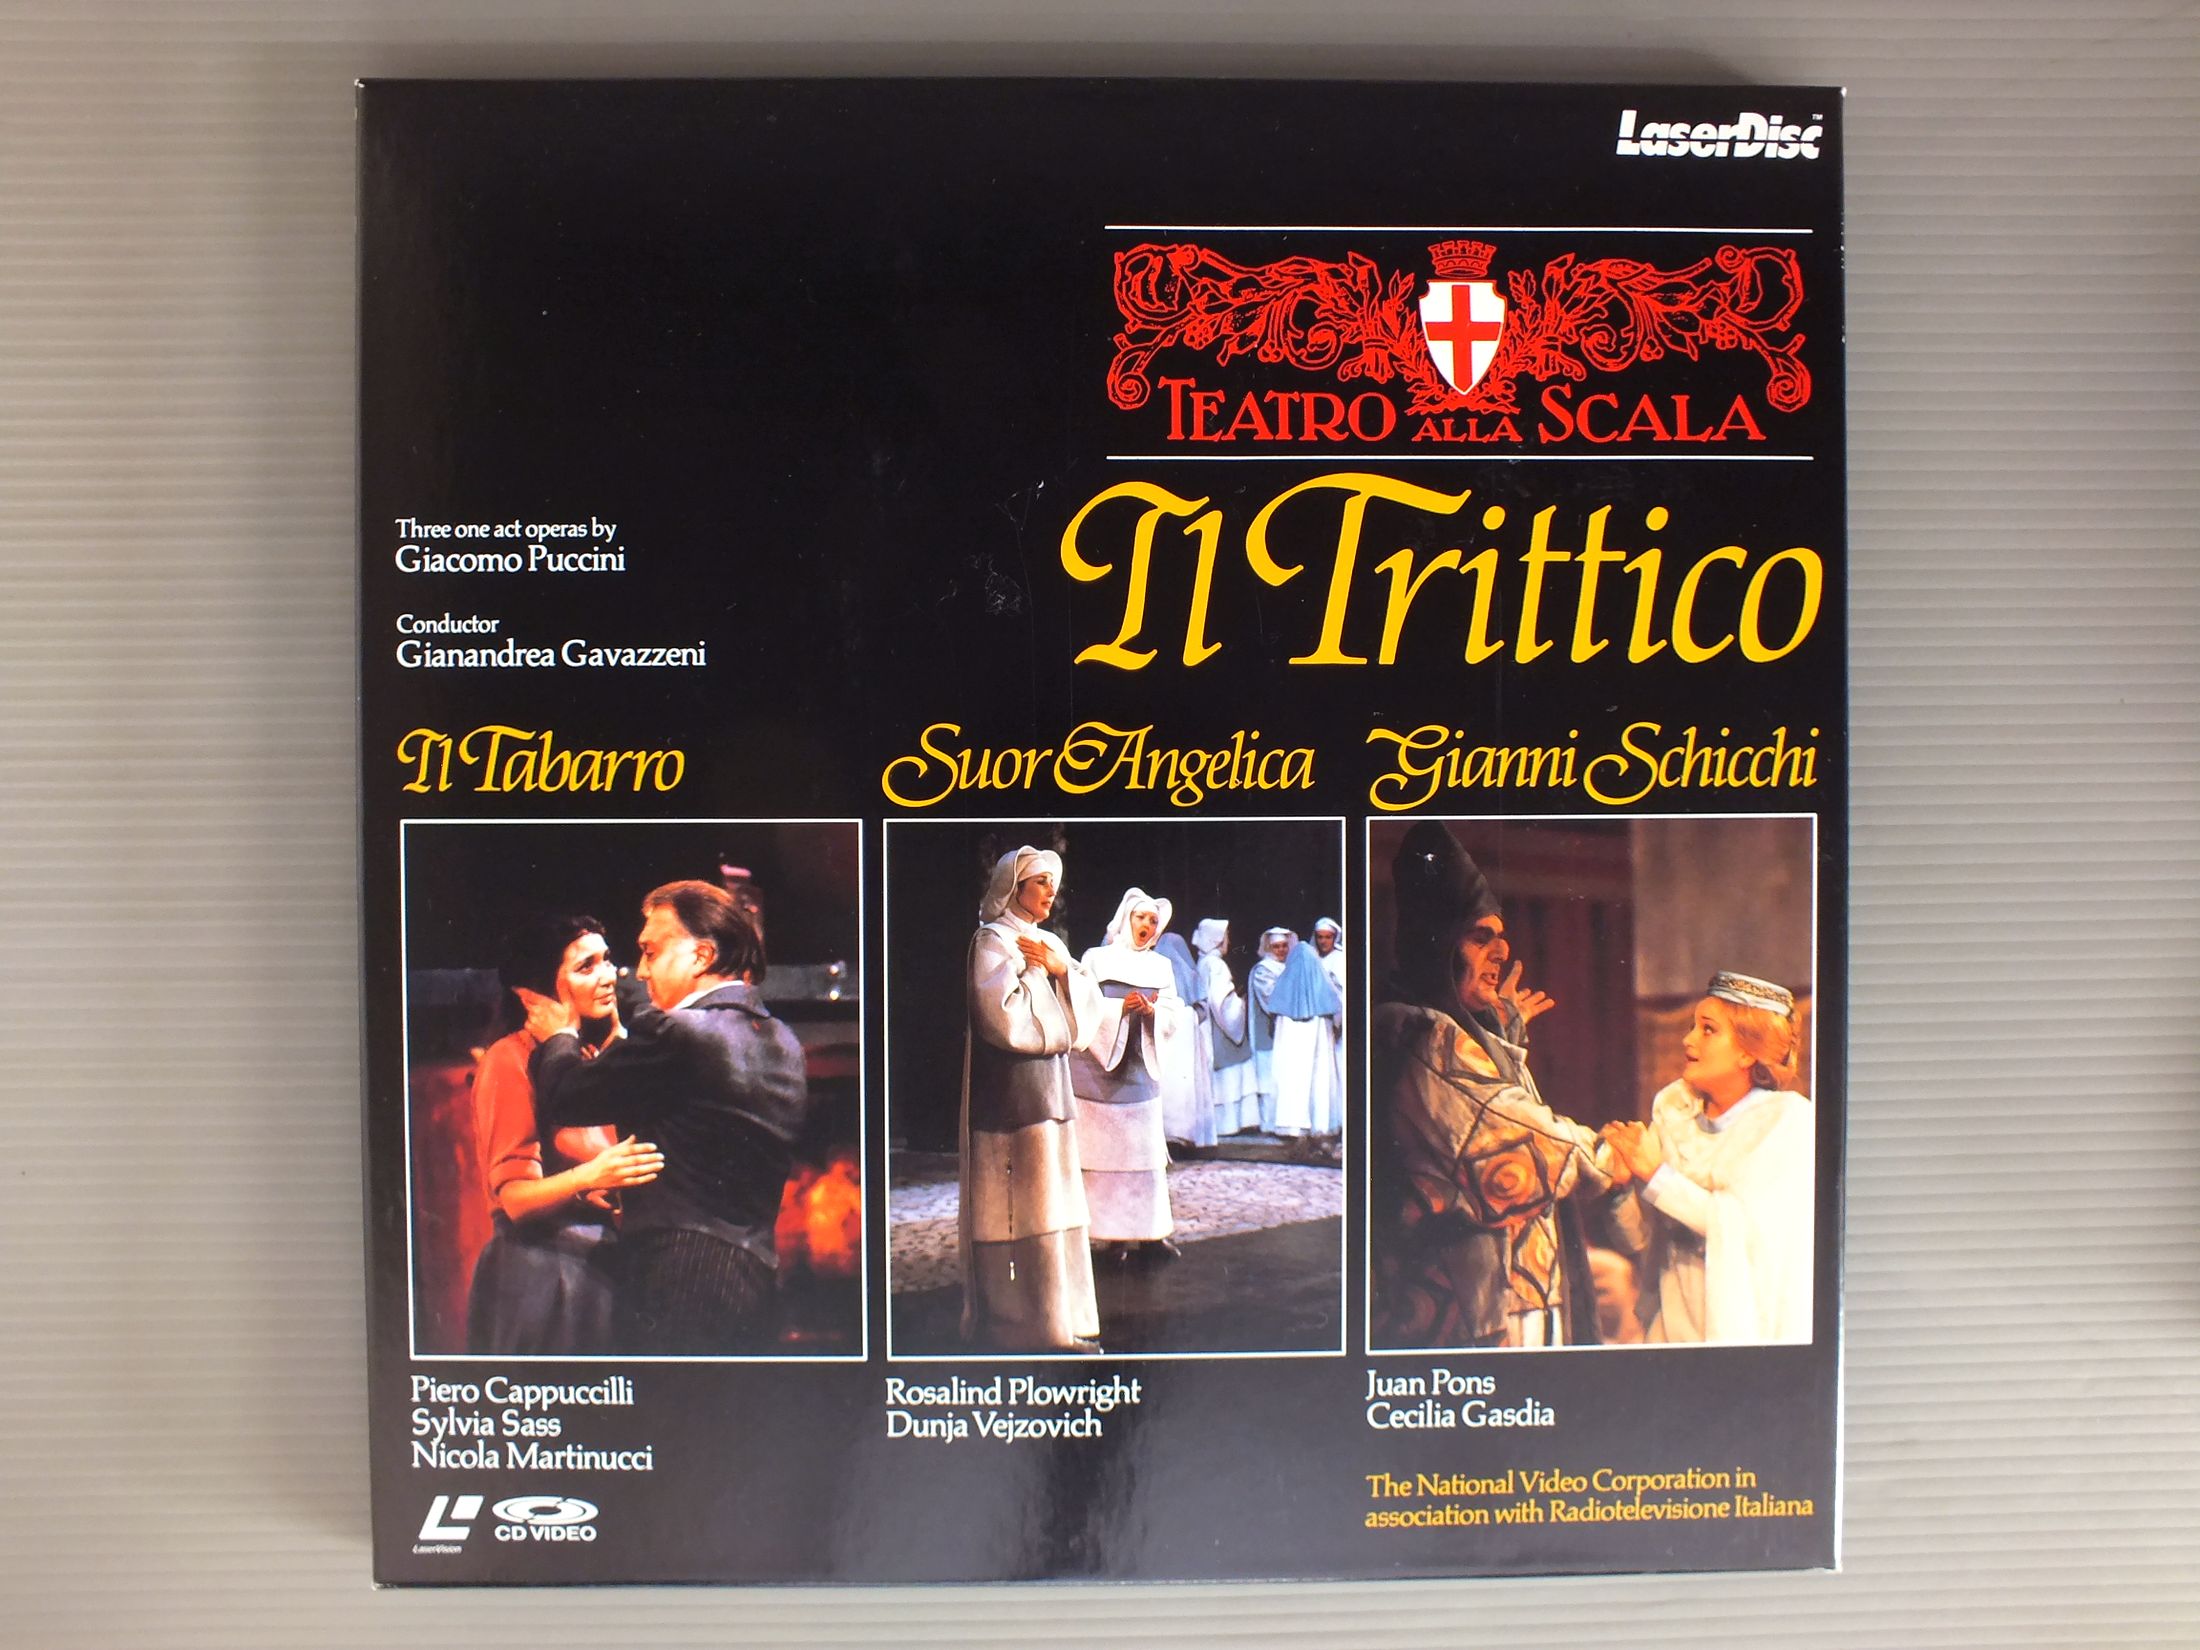 LaserDisc™
TEATRO ALLA SCALA
Il Trittico
Three one act operas by
Giacomo Puccini
Conductor
Gianandrea Gavazzeni
Il Tabarro
Suor Angelica
Gianni Schicchi
Piero Cappuccilli
Sylvia Sass
Nicola Martinucci
Rosalind Plowright
Dunja Vejzovich
Juan Pons
Cecilia Gasdia
The National Video Corporation in
association with Radiotelevisione Italiana
LaserVision
CD VIDEO